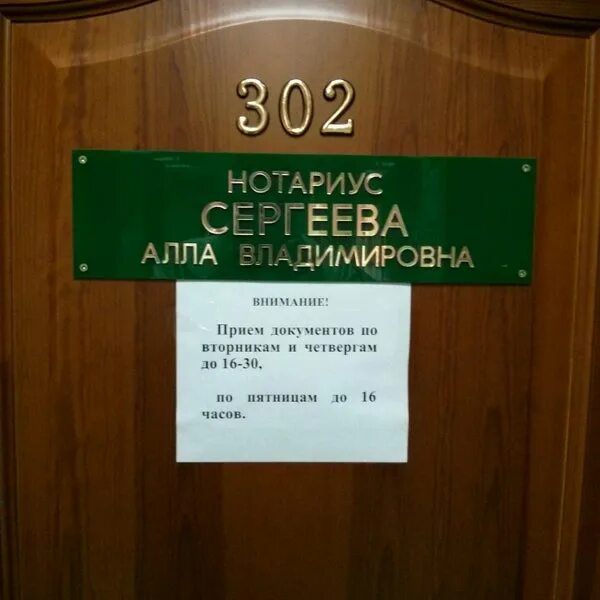 302
НОТАРИУС
СЕРГЕЕВА
АЛЛА ВЛАДИМИРОВНА
ВНИМАНИЕ!
Прием документов по
вторникам и четвергам
до 16-30,
по пятницам до 16
часов.